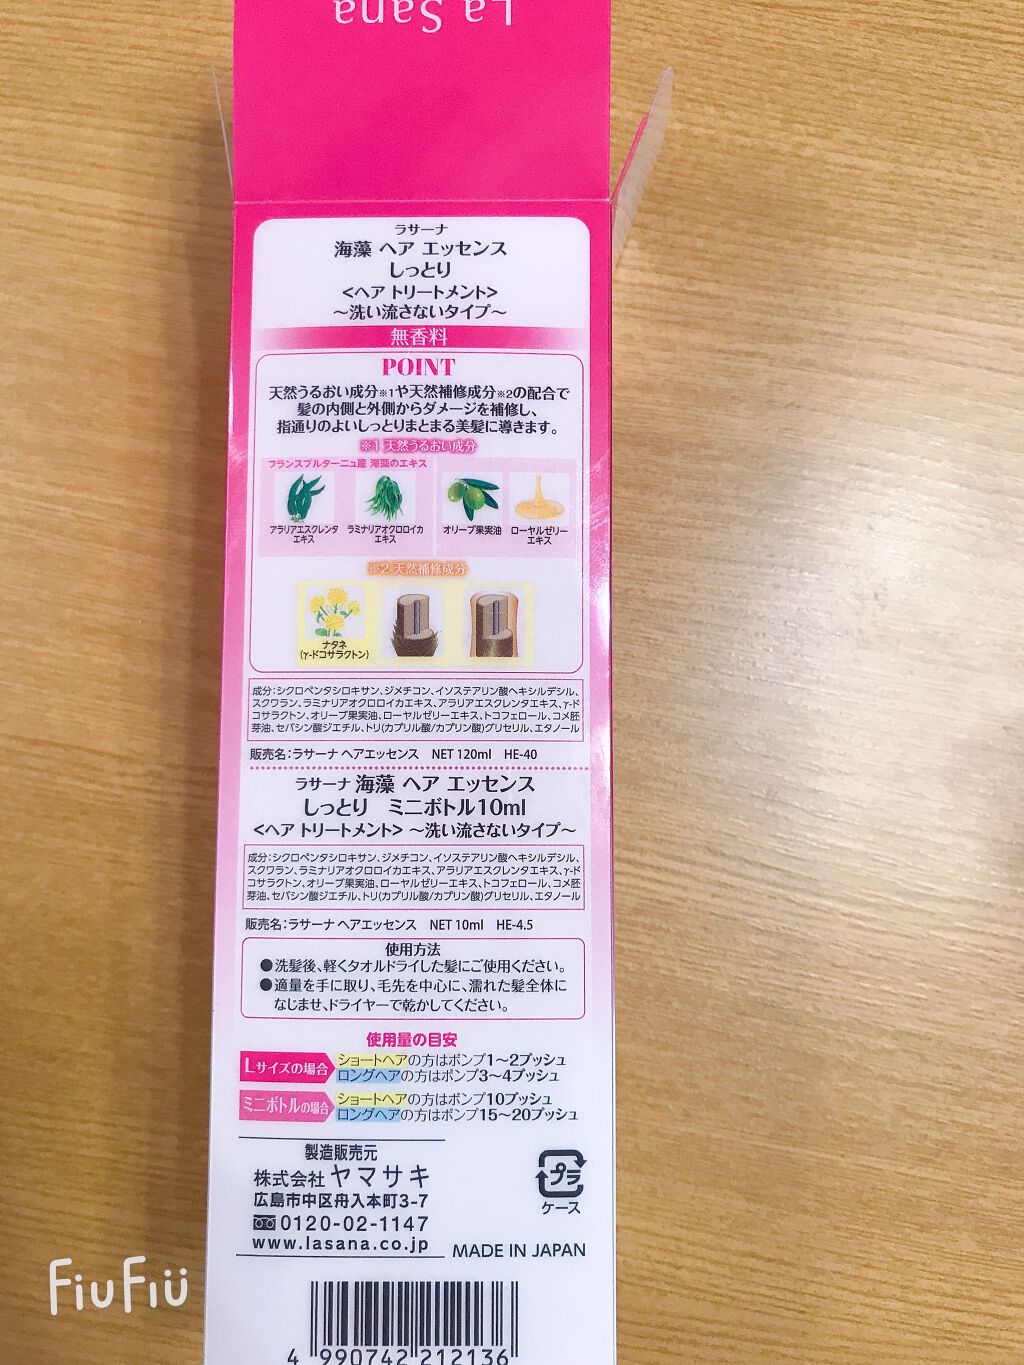 La Sana
ラサーナ
海藻 ヘア エッセンス
しっとり
<ヘア トリートメント>
～洗い流さないタイプ～
無香料
POINT
天然うるおい成分※1や天然補修成分※2の配合で
髪の内側と外側からダメージを補修し、
指通りのよいしっとりまとまる美髪に導きます。
※1 天然うるおい成分
フランスブルターニュ産 海藻のエキス
アラリアエスクレンタ
エキス
ラミナリアオクロロイカ
エキス
オリーブ果実油
ローヤルゼリー
エキス
※2 天然補修成分
ナタネ
(γ-ドコサラクトン)
成分：シクロペンタシロキサン、ジメチコン、イソステアリン酸ヘキシルデシル、
スクワラン、ラミナリアオクロロイカエキス、アラリアエスクレンタエキス、γ-ド
コサラクトン、オリーブ果実油、ローヤルゼリーエキス、トコフェロール、コメ胚
芽油、セバシン酸ジエチル、トリ(カプリル酸/カプリン酸)グリセリル、エタノール
販売名：ラサーナ ヘアエッセンス NET 120ml HE-40
ラサーナ 海藻 ヘア エッセンス
しっとり ミニボトル10ml
<ヘア トリートメント> ～洗い流さないタイプ～
成分：シクロペンタシロキサン、ジメチコン、イソステアリン酸ヘキシルデシル、
スクワラン、ラミナリアオクロロイカエキス、アラリアエスクレンタエキス、γ-ド
コサラクトン、オリーブ果実油、ローヤルゼリーエキス、トコフェロール、コメ胚
芽油、セバシン酸ジエチル、トリ(カプリル酸/カプリン酸)グリセリル、エタノール
販売名：ラサーナ ヘアエッセンス NET 10ml HE-4.5
使用方法
●洗髪後、軽くタオルドライした髪にご使用ください。
●適量を手に取り、毛先を中心に、濡れた髪全体に
なじませ、ドライヤーで乾かしてください。
使用量の目安
Lサイズの場合
ショートヘアの方はポンプ1～2プッシュ
ロングヘアの方はポンプ3～4プッシュ
ミニボトルの場合
ショートヘアの方はポンプ10プッシュ
ロングヘアの方はポンプ15～20プッシュ
製造販売元
株式会社 ヤマサキ
広島市中区舟入本町3-7
0120-02-1147
www.lasana.co.jp
プラ
ケース
MADE IN JAPAN
4 990742 212136
FiuFiü